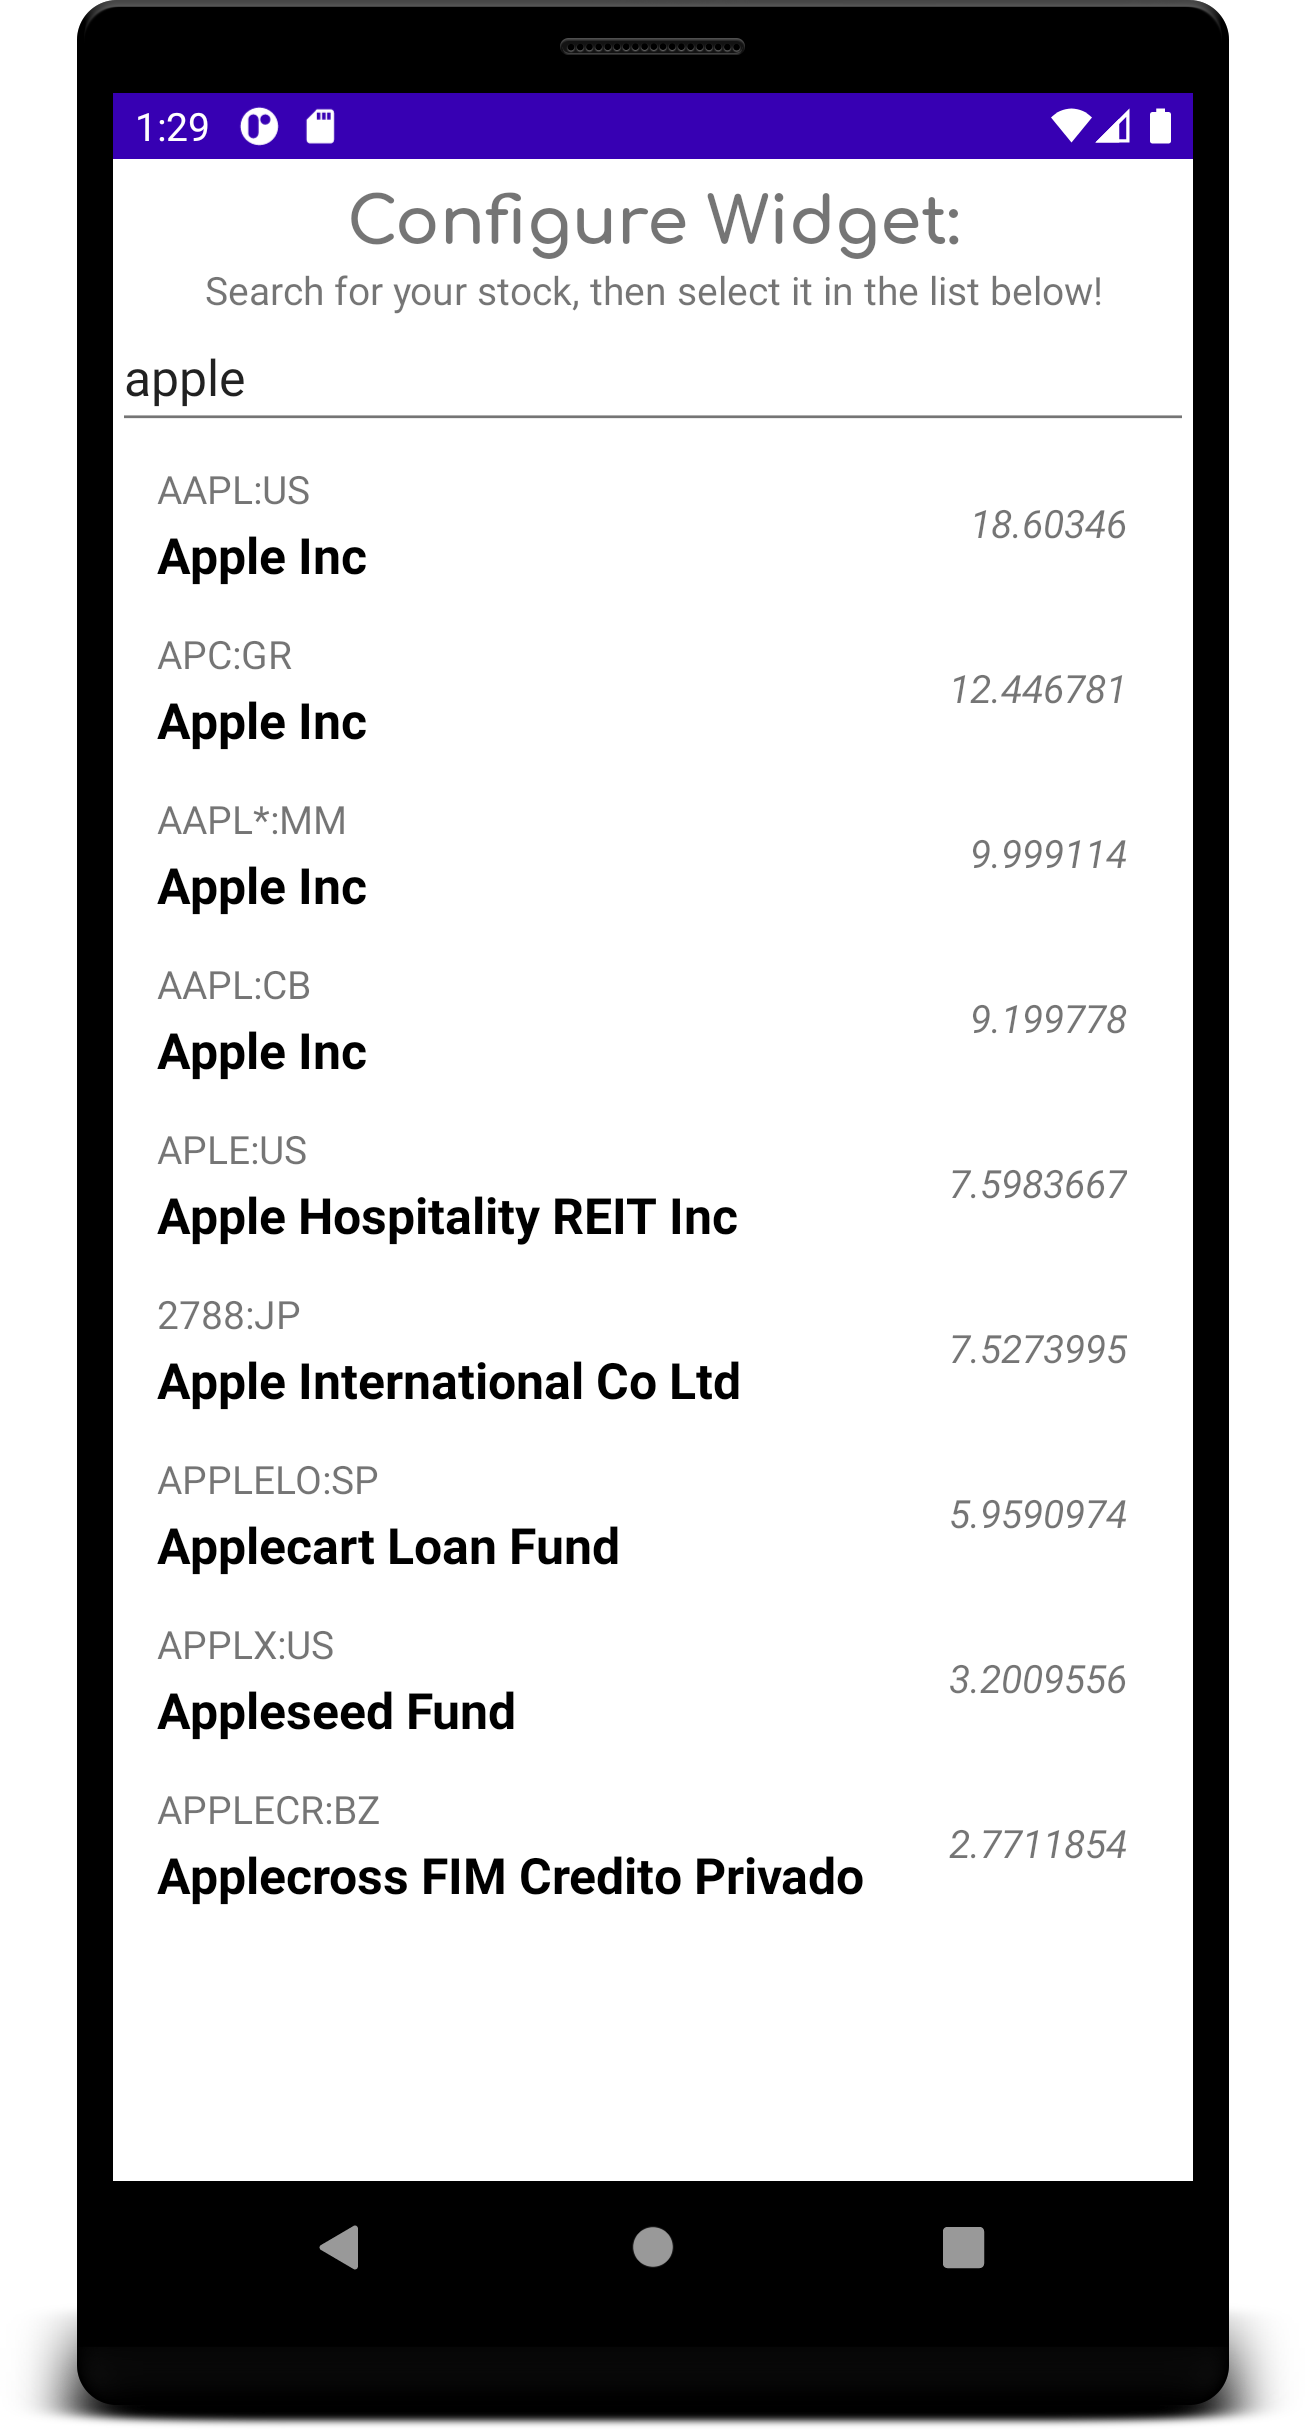 1:29
Configure Widget:
Search for your stock, then select it in the list below!
apple
AAPL:US
Apple Inc
18.60346
APC:GR
Apple Inc
12.446781
AAPL*:MM
Apple Inc
9.999114
AAPL:CB
Apple Inc
9.199778
APLE:US
Apple Hospitality REIT Inc
7.5983667
2788:JP
Apple International Co Ltd
7.5273995
APPLELO:SP
Applecart Loan Fund
5.9590974
APPLX:US
Appleseed Fund
3.2009556
APPLECR:BZ
Applecross FIM Credito Privado
2.7711854